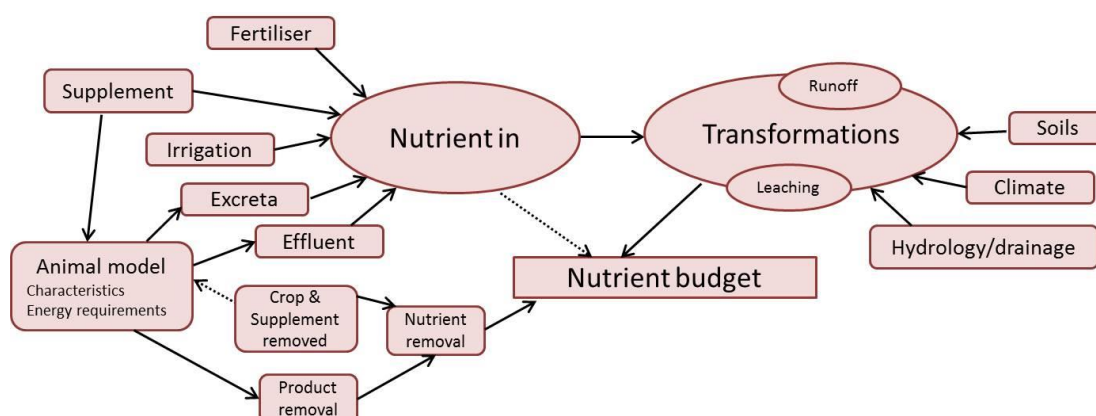 Fertiliser
Supplement
Irrigation
Nutrient in
Runoff
Transformations
Leaching
Soils
Climate
Hydrology/drainage
Excreta
Effluent
Animal model
Characteristics
Energy requirements
Crop &
Supplement
removed
Nutrient
removal
Product
removal
Nutrient budget